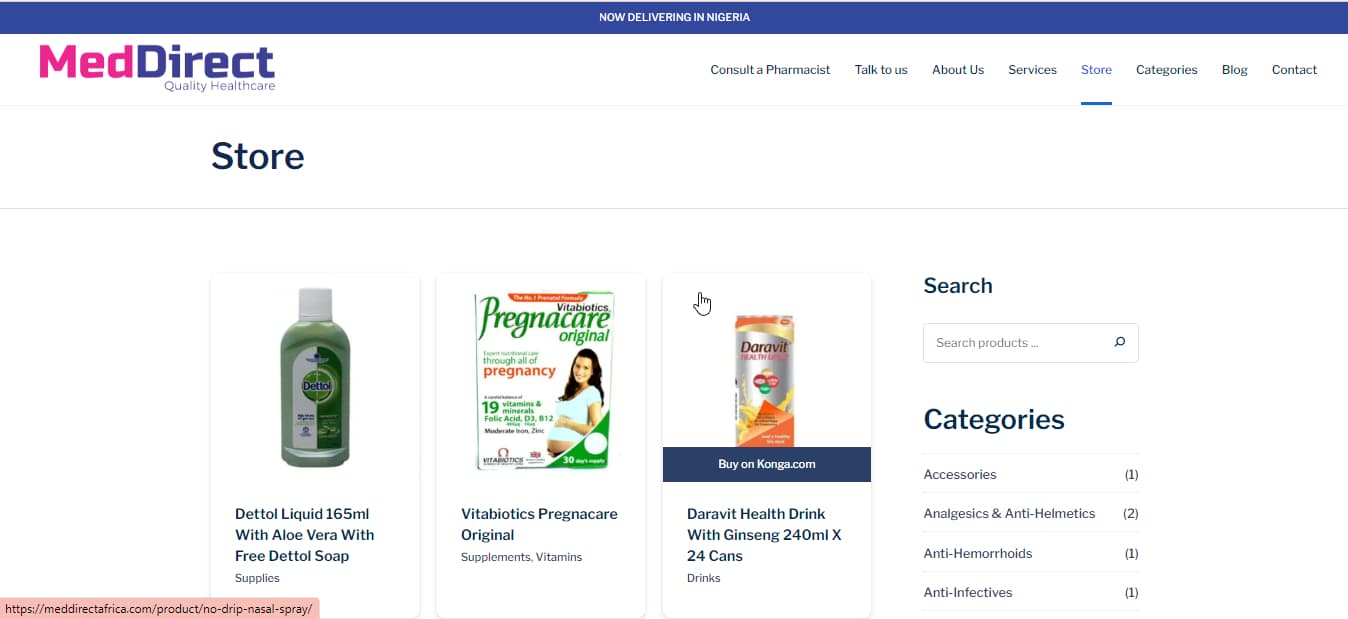 NOW DELIVERING IN NIGERIA
MedDirect
Quality Healthcare
Consult a Pharmacist Talk to us About Us Services Store Categories Blog Contact
Store
Dettol
The No.1 Prenatal Formula
Vitabiotics
Pregnacare
original
Expert nutritional care
through all of
pregnancy
A careful balance of
19 vitamins &
minerals
Folic Acid, D3, B12
Moderate Iron, Zinc
VITABIOTICS
30 day's supply
Daravit
HEALTH DRINK
Buy on Konga.com
Dettol Liquid 165ml
With Aloe Vera With
Free Dettol Soap
Supplies
Vitabiotics Pregnacare
Original
Supplements, Vitamins
Daravit Health Drink
With Ginseng 240ml X
24 Cans
Drinks
Search
Search products ...
Categories
Accessories (1)
Analgesics & Anti-Helmetics (2)
Anti-Hemorrhoids (1)
Anti-Infectives (1)
https://meddirectafrica.com/product/no-drip-nasal-spray/